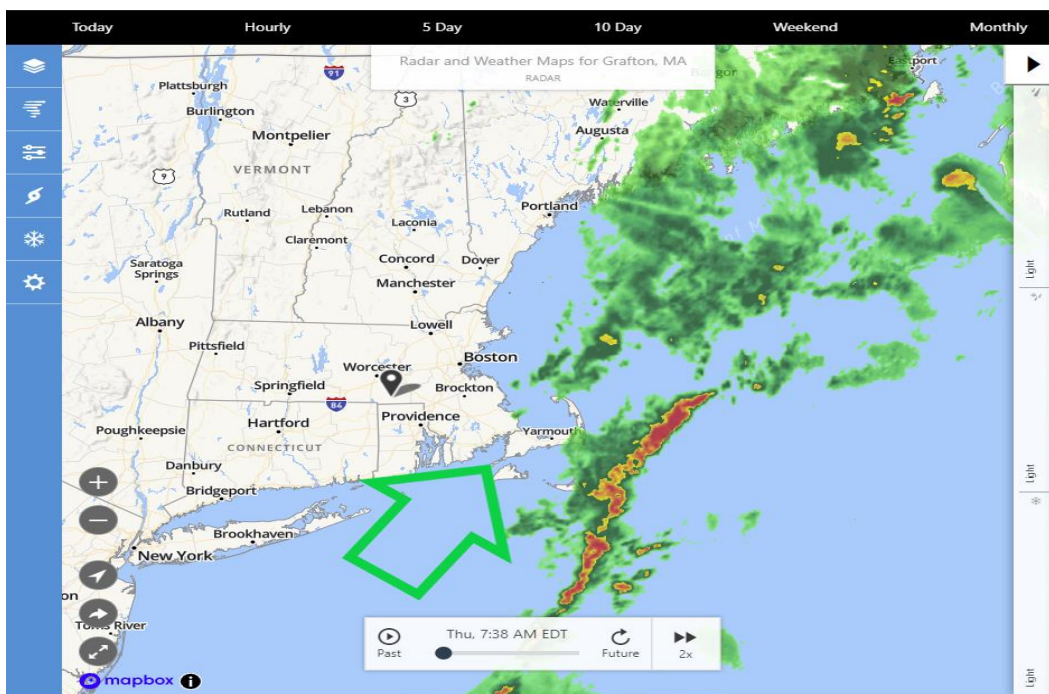 Today Hourly 5 Day 10 Day Weekend Monthly
Radar and Weather Maps for Grafton, MA
RADAR
91
Eastport
Bangor
Plattsburgh
Burlington
3
Waterville
Montpelier
Augusta
VERMONT
9
Rutland
Lebanon
Portland
Laconia
Claremont
Concord
Dover
Saratoga
Springs
Manchester
Light
Albany
Lowell
Pittsfield
Boston
Worcester
Springfield
Brockton
84
Hartford
Providence
Poughkeepsie
Yarmouth
CONNECTICUT
Danbury
Light
Bridgeport
Brookhaven
New York
on
Toms River
Thu, 7:38 AM EDT
Past
Future
2x
Light
mapbox